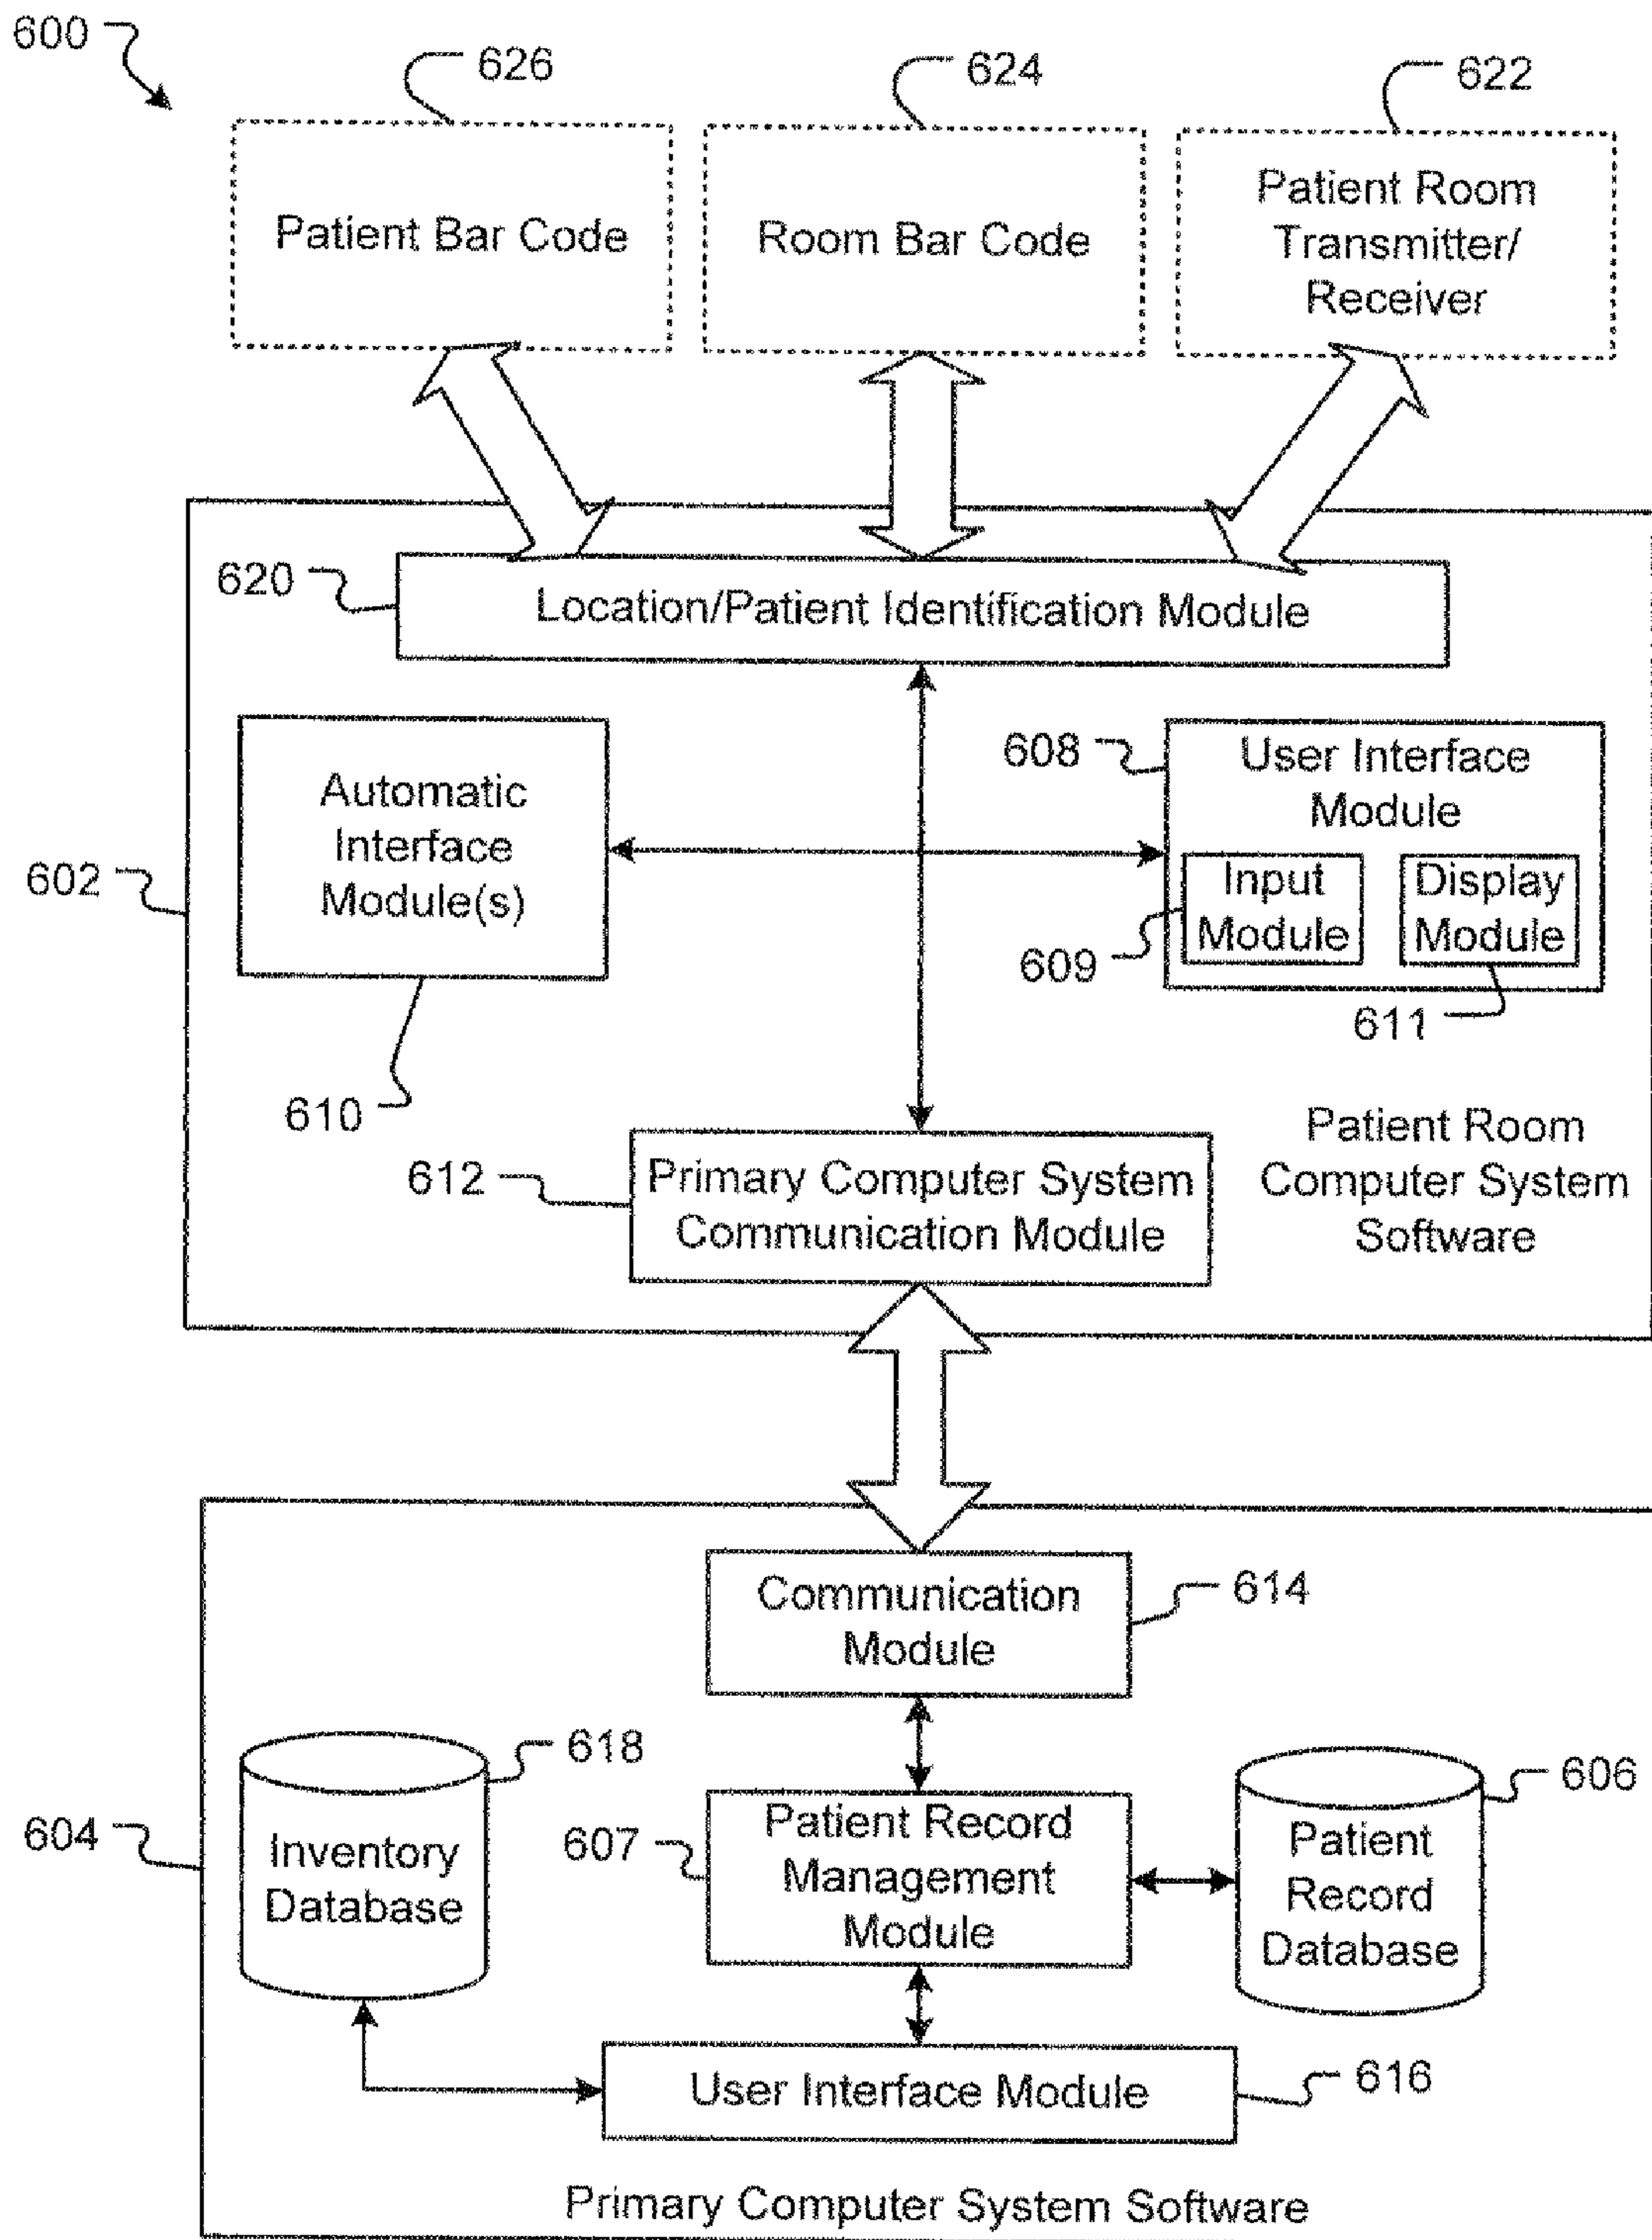 600
626
624
622
Patient Bar Code
Room Bar Code
Patient Room
Transmitter/
Receiver
620
Location/Patient Identification Module
Automatic
Interface
Module(s)
608
User Interface
Module
Input
Module
Display
Module
602
609
611
610
Patient Room
Computer System
Software
612
Primary Computer System
Communication Module
Communication
Module
614
618
606
604
Inventory
Database
607
Patient Record
Management
Module
Patient
Record
Database
User Interface Module
616
Primary Computer System Software